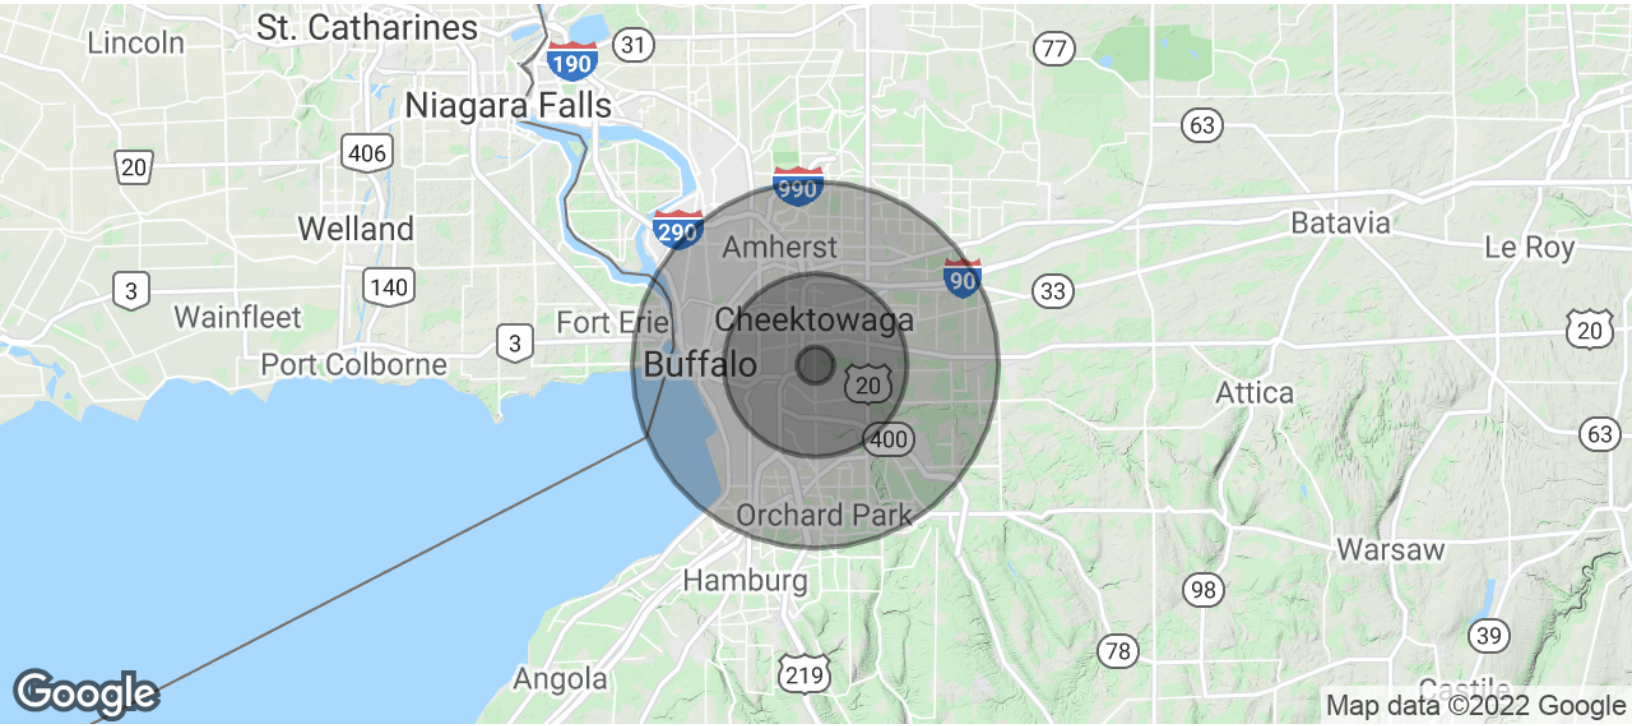 St. Catharines
Lincoln
31
77
190
Niagara Falls
63
406
20
990
Welland
290
Amherst
Batavia
Le Roy
90
140
3
33
Wainfleet
Fort Erie
Cheektowaga
20
3
Port Colborne
Buffalo
20
Attica
400
63
Orchard Park
Warsaw
Hamburg
98
39
78
219
Angola
Google
Castile
Map data ©2022 Google